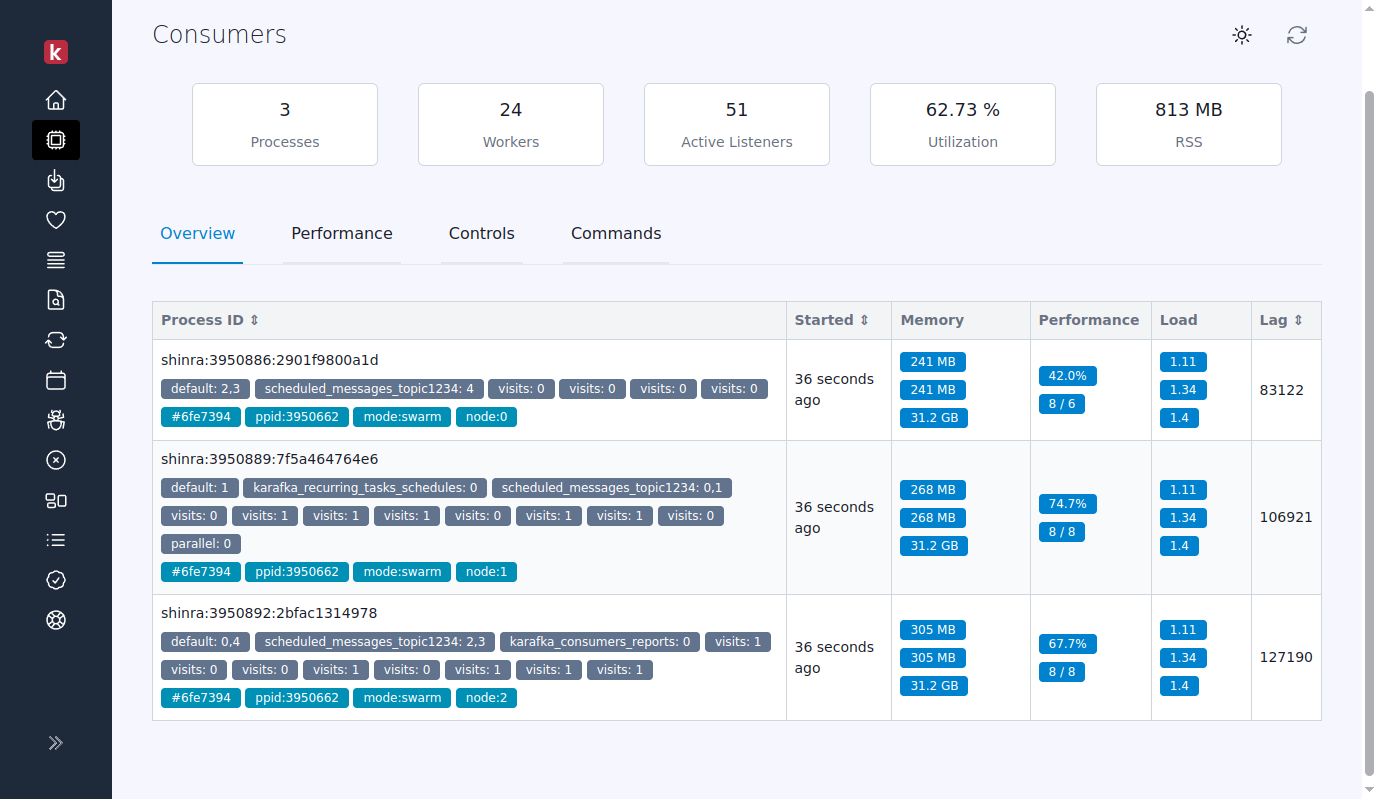 k
Consumers
3
Processes
24
Workers
51
Active Listeners
62.73 %
Utilization
813 MB
RSS
Overview Performance Controls Commands
Process ID ⇕ Started ⇕ Memory Performance Load Lag ⇕
shinra:3950886:2901f9800a1d
default: 2,3 scheduled_messages_topic1234: 4 visits: 0 visits: 0 visits: 0 visits: 0
#6fe7394 ppid:3950662 mode:swarm node:0
36 seconds
ago
241 MB
241 MB
31.2 GB
42.0%
8 / 6
1.11
1.34
1.4
83122
shinra:3950889:7f5a464764e6
default: 1 karafka_recurring_tasks_schedules: 0 scheduled_messages_topic1234: 0,1
visits: 0 visits: 1 visits: 1 visits: 1 visits: 0 visits: 1 visits: 1 visits: 0
parallel: 0
#6fe7394 ppid:3950662 mode:swarm node:1
36 seconds
ago
268 MB
268 MB
31.2 GB
74.7%
8 / 8
1.11
1.34
1.4
106921
shinra:3950892:2bfac1314978
default: 0,4 scheduled_messages_topic1234: 2,3 karafka_consumers_reports: 0 visits: 1
visits: 0 visits: 0 visits: 1 visits: 0 visits: 1 visits: 1 visits: 1
#6fe7394 ppid:3950662 mode:swarm node:2
36 seconds
ago
305 MB
305 MB
31.2 GB
67.7%
8 / 8
1.11
1.34
1.4
127190